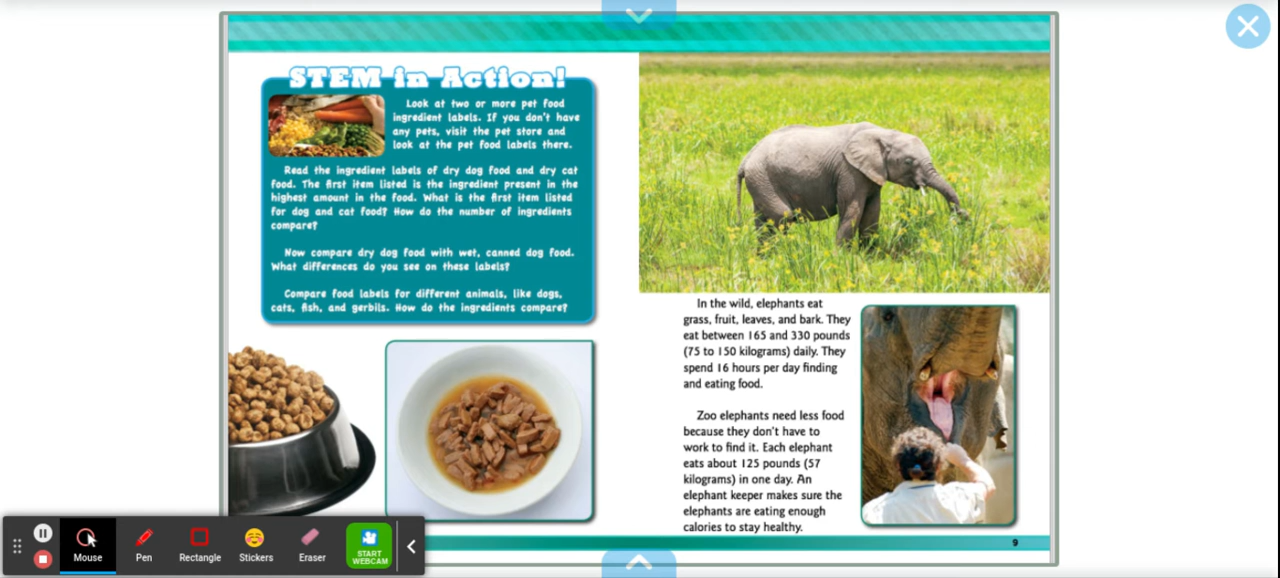 STEM in Action!
Look at two or more pet food
ingredient labels. If you don't have
any pets, visit the pet store and
look at the pet food labels there.
Read the ingredient labels of dry dog food and dry cat
food. The first item listed is the ingredient present in the
highest amount in the food. What is the first item listed
for dog and cat food? How do the number of ingredients
compare?
Now compare dry dog food with wet, canned dog food.
What differences do you see on these labels?
Compare food labels for different animals, like dogs,
cats, fish, and gerbils. How do the ingredients compare?
In the wild, elephants eat
grass, fruit, leaves, and bark. They
eat between 165 and 330 pounds
(75 to 150 kilograms) daily. They
spend 16 hours per day finding
and eating food.
Zoo elephants need less food
because they don't have to
work to find it. Each elephant
eats about 125 pounds (57
kilograms) in one day. An
elephant keeper makes sure the
elephants are eating enough
calories to stay healthy.
9
Mouse
Pen
Rectangle
Stickers
Eraser
START
WEBCAM